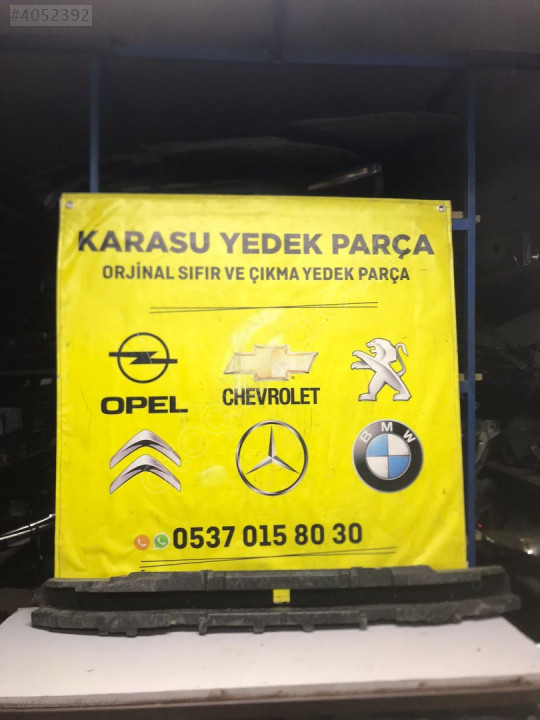 #4052392
KARASU YEDEK PARÇA
ORJİNAL SIFIR VE ÇIKMA YEDEK PARÇA
OPEL
CHEVROLET
BMW
0537 015 80 30